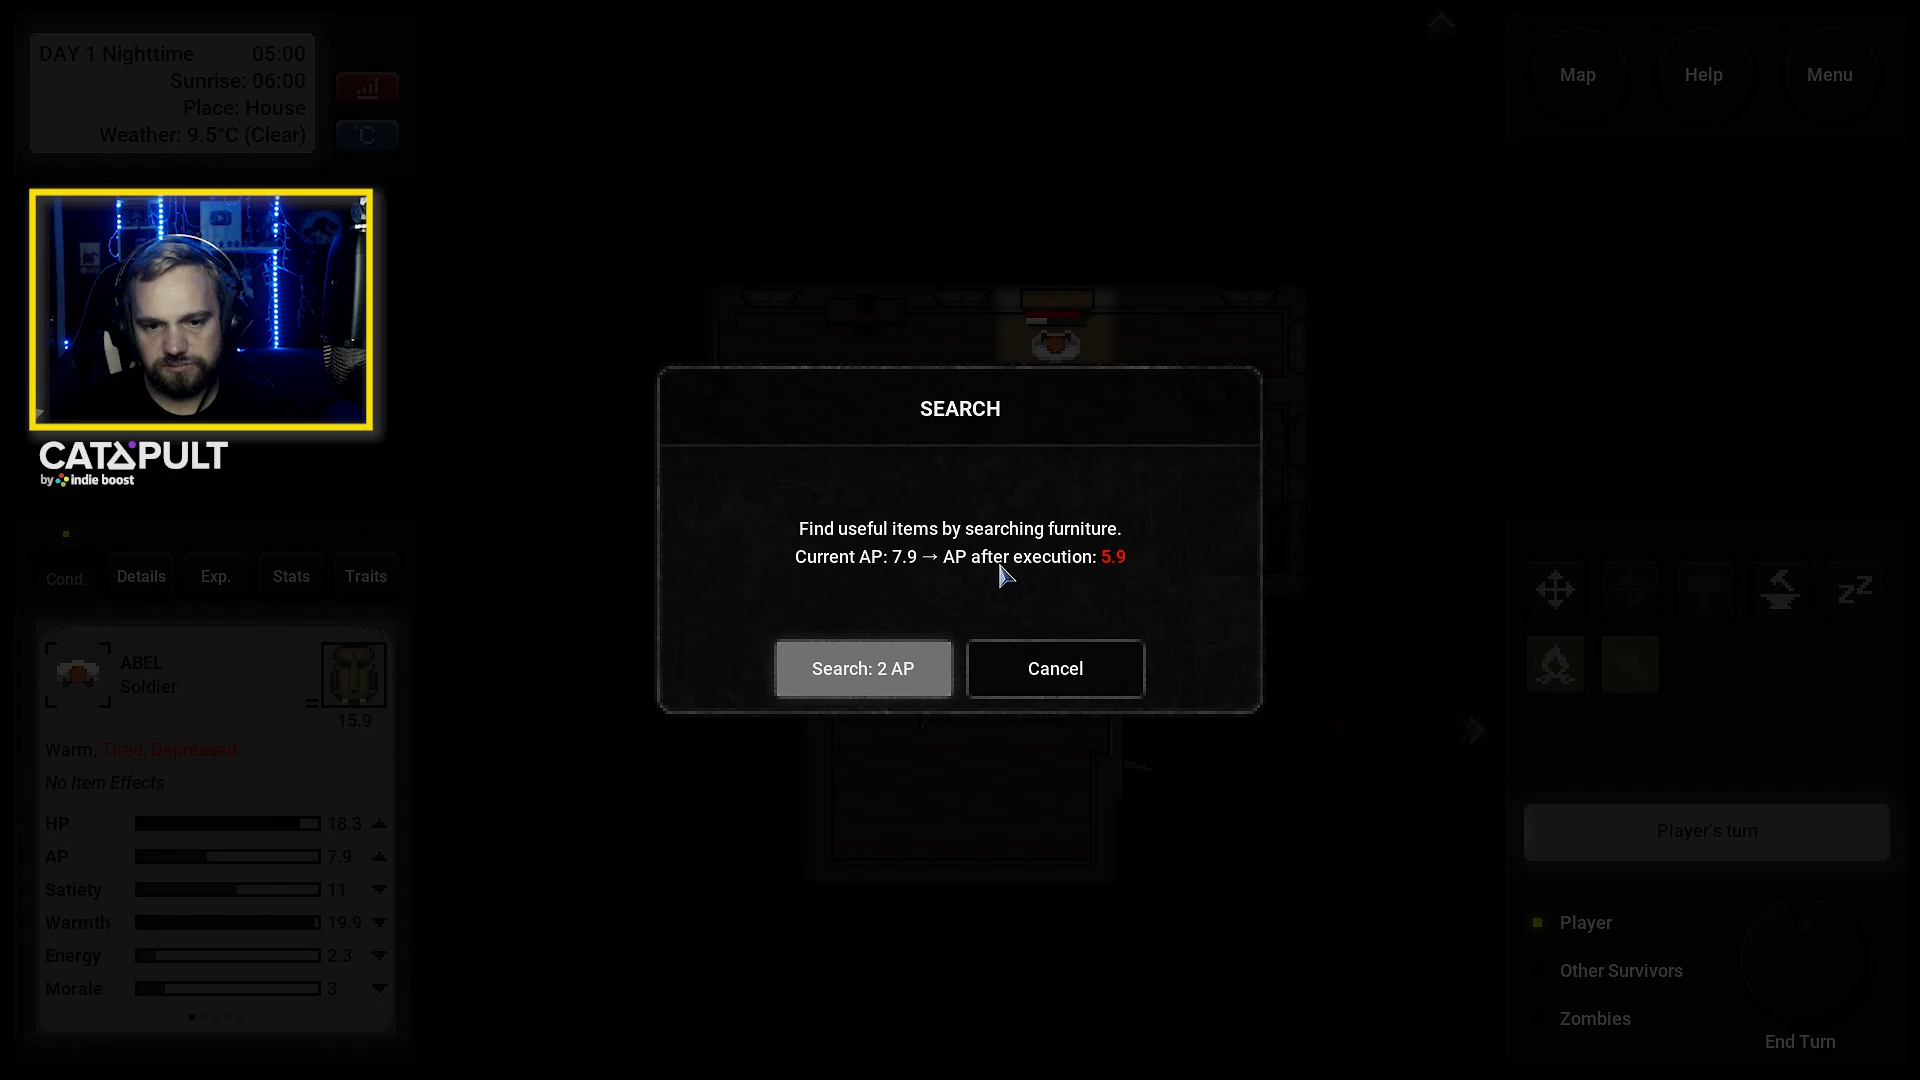 DAY 1 Nighttime 05:00
Sunrise: 06:00
Place: House
Weather: 9.5°C (Clear)
°C
Map
Help
Menu
CATAPULT
by indie boost
SEARCH
Find useful items by searching furniture.
Current AP: 7.9 → AP after execution: 5.9
Search: 2 AP
Cancel
Cond.
Details
Exp.
Stats
Traits
ABEL
Soldier
15.9
Warm, Tired, Depressed
No Item Effects
HP 18.3
AP 7.9
Satiety 11
Warmth 19.9
Energy 2.3
Morale 3
zZ
Player's turn
Player
Other Survivors
Zombies
End Turn